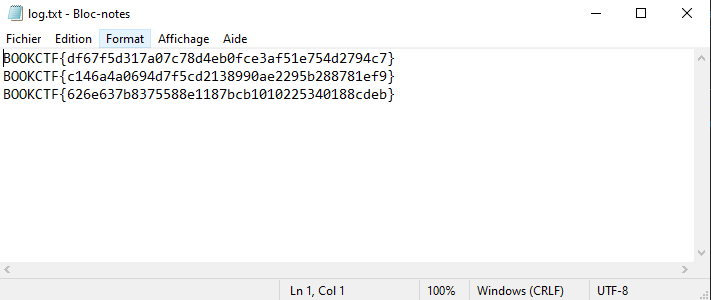 log.txt - Bloc-notes
Fichier Edition Format Affichage Aide
BOOKCTF{df67f5d317a07c78d4eb0fce3af51e754d2794c7}
BOOKCTF{c146a4a0694d7f5cd2138990ae2295b288781ef9}
BOOKCTF{626e637b8375588e1187bcb1010225340188cdeb}
Ln 1, Col 1 100% Windows (CRLF) UTF-8